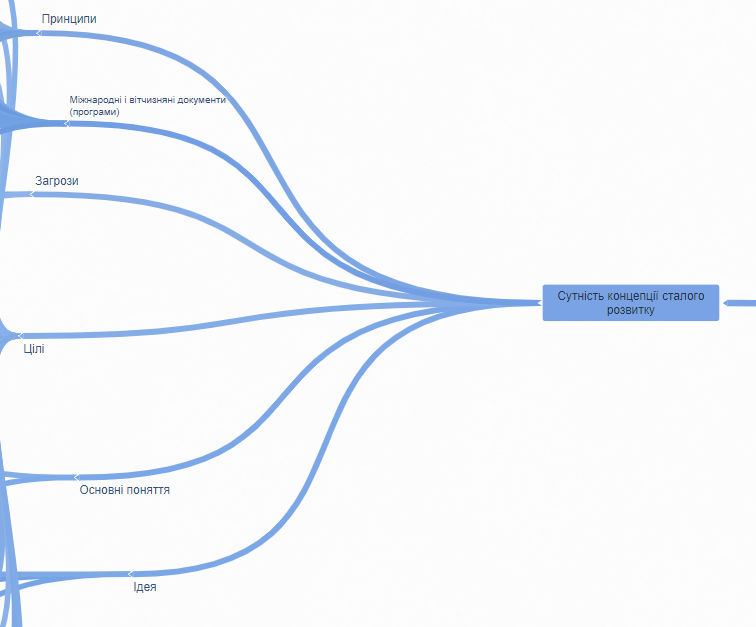 Принципи
Міжнародні і вітчизняні документи
(програми)
Загрози
Сутність концепції сталого
розвитку
Цілі
Основні поняття
Ідея